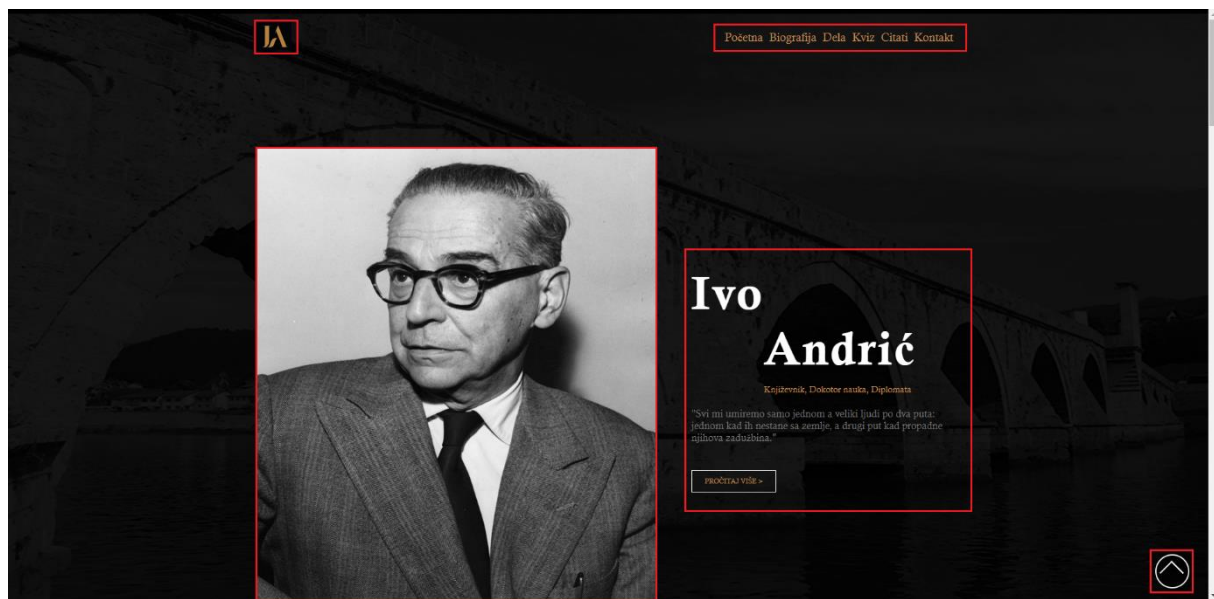 IA
Početna Biografija Dela Kviz Citati Kontakt
Ivo
Andrić
Književnik, Dokotor nauka, Diplomata
"Svi mi umiremo samo jednom a veliki ljudi po dva puta:
jednom kad ih nestane sa zemlje, a drugi put kad propadne
njihova zadužbina."
PROČITAJ VIŠE >